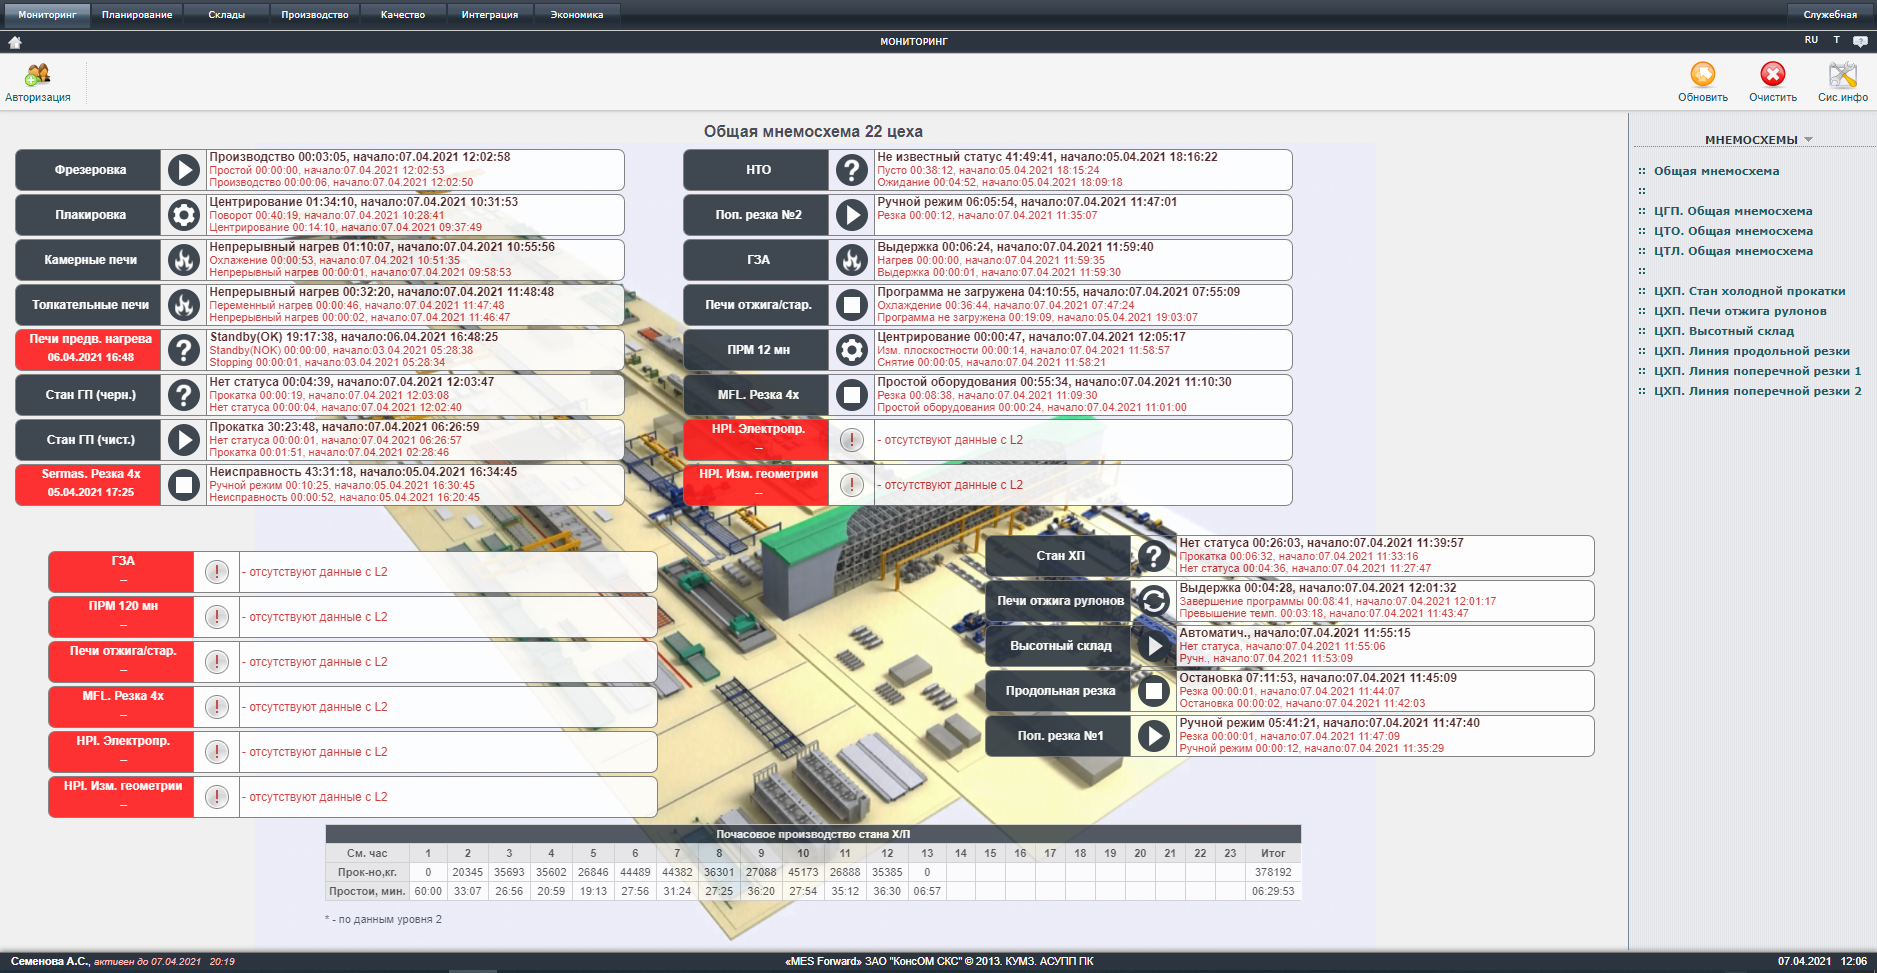 Мониторинг Планирование Склады Производство Качество Интеграция Экономика Служебная
МОНИТОРИНГ RU T
Авторизация Обновить Очистить Сис.инфо
Общая мнемосхема 22 цеха
Фрезеровка
Производство 00:03:05, начало:07.04.2021 12:02:58
Простой 00:00:00, начало:07.04.2021 12:02:53
Производство 00:00:06, начало:07.04.2021 12:02:50
Плакировка
Центрирование 01:34:10, начало:07.04.2021 10:31:53
Поворот 00:40:19, начало:07.04.2021 10:28:41
Центрирование 00:14:10, начало:07.04.2021 09:37:49
Камерные печи
Непрерывный нагрев 01:10:07, начало:07.04.2021 10:55:56
Охлажение 00:00:53, начало:07.04.2021 10:51:35
Непрерывный нагрев 00:00:01, начало:07.04.2021 09:58:53
Толкательные печи
Непрерывный нагрев 00:32:20, начало:07.04.2021 11:48:48
Переменный нагрев 00:00:46, начало:07.04.2021 11:47:48
Непрерывный нагрев 00:00:02, начало:07.04.2021 11:46:47
Печи предв. нагрева
06.04.2021 16:48
Standby(OK) 19:17:38, начало:06.04.2021 16:48:25
Standby(NOK) 00:00:00, начало:03.04.2021 05:28:38
Stopping 00:00:01, начало:03.04.2021 05:28:34
Стан ГП (черн.)
Нет статуса 00:04:39, начало:07.04.2021 12:03:47
Прокатка 00:00:19, начало:07.04.2021 12:03:08
Нет статуса 00:00:04, начало:07.04.2021 12:02:40
Стан ГП (чист.)
Прокатка 30:23:48, начало:07.04.2021 06:26:59
Нет статуса 00:00:01, начало:07.04.2021 06:26:57
Прокатка 00:01:51, начало:07.04.2021 02:28:46
Sermas. Резка 4х
05.04.2021 17:25
Неисправность 43:31:18, начало:05.04.2021 16:34:45
Ручной режим 00:10:25, начало:05.04.2021 16:30:45
Неисправность 00:00:52, начало:05.04.2021 16:20:45
НТО
Не известный статус 41:49:41, начало:05.04.2021 18:16:22
Пусто 00:38:12, начало:05.04.2021 18:15:24
Ожидание 00:04:52, начало:05.04.2021 18:09:18
Поп. резка №2
Ручной режим 06:05:54, начало:07.04.2021 11:47:01
Резка 00:00:12, начало:07.04.2021 11:35:07
ГЗА
Выдержка 00:06:24, начало:07.04.2021 11:59:40
Нагрев 00:00:00, начало:07.04.2021 11:59:35
Выдержка 00:00:01, начало:07.04.2021 11:59:30
Печи отжига/стар.
Программа не загружена 04:10:55, начало:07.04.2021 07:55:09
Охлаждение 00:36:44, начало:07.04.2021 07:47:24
Программа не загружена 00:19:09, начало:05.04.2021 19:03:07
ПРМ 12 мн
Центрирование 00:00:47, начало:07.04.2021 12:05:17
Изм. плоскостности 00:00:14, начало:07.04.2021 11:58:57
Снятие 00:00:05, начало:07.04.2021 11:58:21
MFL. Резка 4х
Простой оборудования 00:55:34, начало:07.04.2021 11:10:30
Резка 00:08:38, начало:07.04.2021 11:09:30
Простой оборудования 00:00:24, начало:07.04.2021 11:01:00
HPI. Электропр.
--
- отсутствуют данные с L2
HPI. Изм. геометрии
--
- отсутствуют данные с L2
ГЗА
--
- отсутствуют данные с L2
ПРМ 120 мн
--
- отсутствуют данные с L2
Печи отжига/стар.
--
- отсутствуют данные с L2
MFL. Резка 4х
--
- отсутствуют данные с L2
HPI. Электропр.
--
- отсутствуют данные с L2
HPI. Изм. геометрии
--
- отсутствуют данные с L2
Стан ХП
Нет статуса 00:26:03, начало:07.04.2021 11:39:57
Прокатка 00:06:32, начало:07.04.2021 11:33:16
Нет статуса 00:04:36, начало:07.04.2021 11:27:47
Печи отжига рулонов
Выдержка 00:04:28, начало:07.04.2021 12:01:32
Завершение программы 00:08:41, начало:07.04.2021 12:01:17
Превышение темп. 00:03:18, начало:07.04.2021 11:43:47
Высотный склад
Автоматич., начало:07.04.2021 11:55:15
Нет статуса, начало:07.04.2021 11:55:06
Ручн., начало:07.04.2021 11:53:09
Продольная резка
Остановка 07:11:53, начало:07.04.2021 11:45:09
Резка 00:00:01, начало:07.04.2021 11:44:07
Остановка 00:00:02, начало:07.04.2021 11:42:03
Поп. резка №1
Ручной режим 05:41:21, начало:07.04.2021 11:47:40
Резка 00:00:01, начало:07.04.2021 11:47:09
Ручной режим 00:00:12, начало:07.04.2021 11:35:29
Почасовое производство стана Х/П
См. час 1 2 3 4 5 6 7 8 9 10 11 12 13 14 15 16 17 18 19 20 21 22 23 Итог
Прок-но,кг. 0 20345 35693 35602 26846 44489 44382 36301 27088 45173 26888 35385 0 378192
Простои, мин. 60:00 33:07 26:56 20:59 19:13 27:56 31:24 27:25 36:20 27:54 35:12 36:30 06:57 06:29:53
* - по данным уровня 2
МНЕМОСХЕМЫ
Общая мнемосхема
ЦГП. Общая мнемосхема
ЦТО. Общая мнемосхема
ЦТЛ. Общая мнемосхема
ЦХП. Стан холодной прокатки
ЦХП. Печи отжига рулонов
ЦХП. Высотный склад
ЦХП. Линия продольной резки
ЦХП. Линия поперечной резки 1
ЦХП. Линия поперечной резки 2
Семенова А.С., активен до 07.04.2021 20:19
«MES Forward» ЗАО "КонсОМ СКС" © 2013. КУМЗ. АСУПП ПК
07.04.2021 12:06